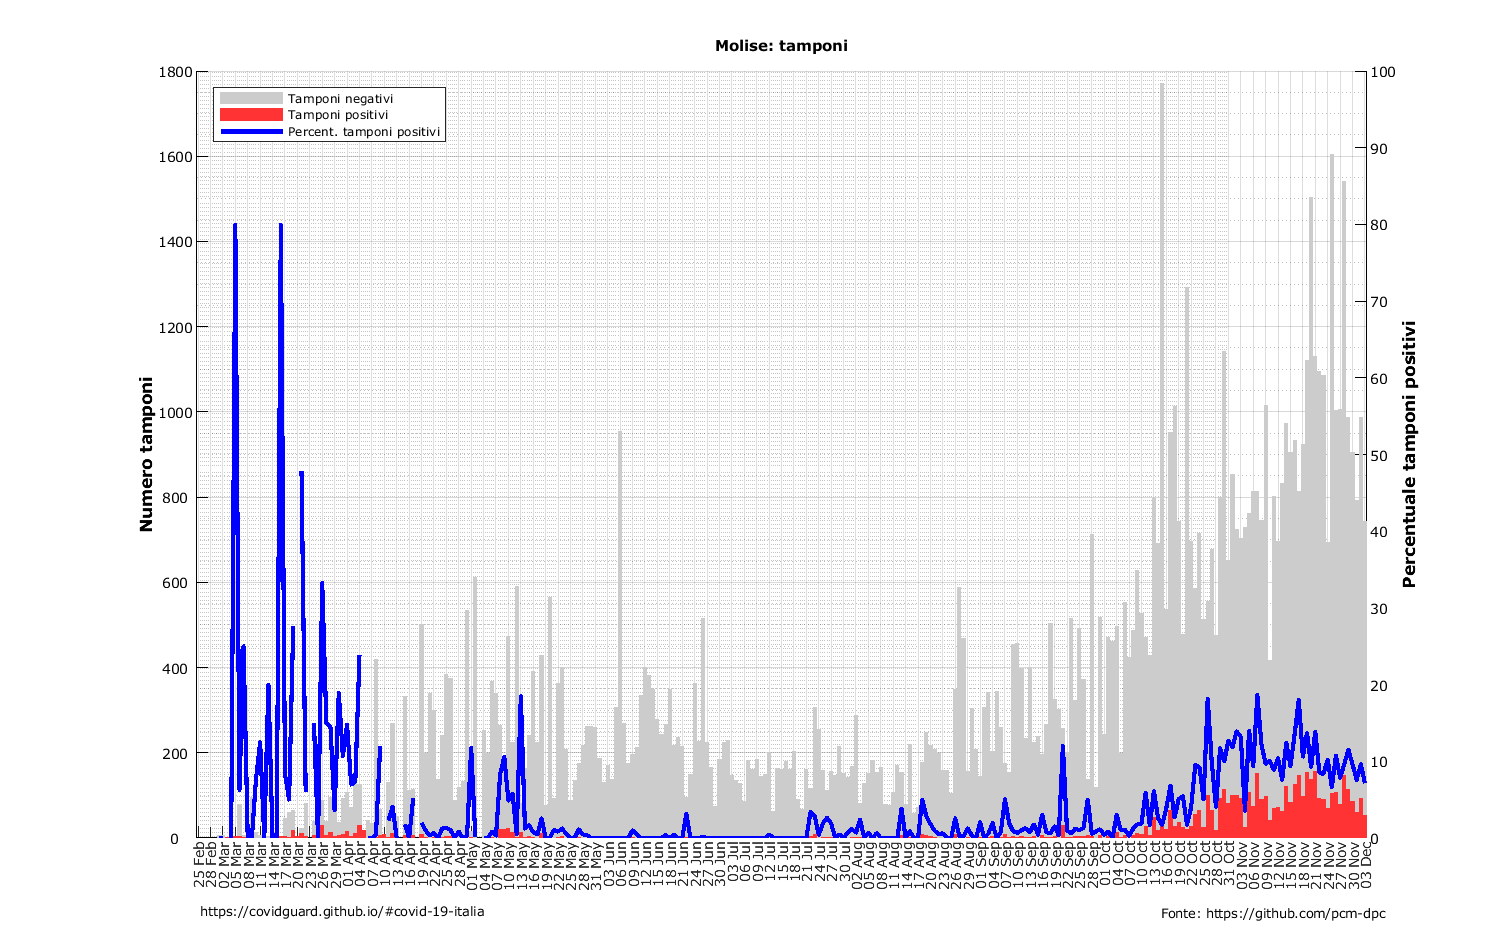 Molise: tamponi
Tamponi negativi
Tamponi positivi
Percent. tamponi positivi
Numero tamponi
0
200
400
600
800
1000
1200
1400
1600
1800
Percentuale tamponi positivi
0
10
20
30
40
50
60
70
80
90
100
25 Feb
28 Feb
02 Mar
05 Mar
08 Mar
11 Mar
14 Mar
17 Mar
20 Mar
23 Mar
26 Mar
29 Mar
01 Apr
04 Apr
07 Apr
10 Apr
13 Apr
16 Apr
19 Apr
22 Apr
25 Apr
28 Apr
01 May
04 May
07 May
10 May
13 May
16 May
19 May
22 May
25 May
28 May
31 May
03 Jun
06 Jun
09 Jun
12 Jun
15 Jun
18 Jun
21 Jun
24 Jun
27 Jun
30 Jun
03 Jul
06 Jul
09 Jul
12 Jul
15 Jul
18 Jul
21 Jul
24 Jul
27 Jul
30 Jul
02 Aug
05 Aug
08 Aug
11 Aug
14 Aug
17 Aug
20 Aug
23 Aug
26 Aug
29 Aug
01 Sep
04 Sep
07 Sep
10 Sep
13 Sep
16 Sep
19 Sep
22 Sep
25 Sep
28 Sep
01 Oct
04 Oct
07 Oct
10 Oct
13 Oct
16 Oct
19 Oct
22 Oct
25 Oct
28 Oct
31 Oct
03 Nov
06 Nov
09 Nov
12 Nov
15 Nov
18 Nov
21 Nov
24 Nov
27 Nov
30 Nov
03 Dec
https://covidguard.github.io/#covid-19-italia
Fonte: https://github.com/pcm-dpc